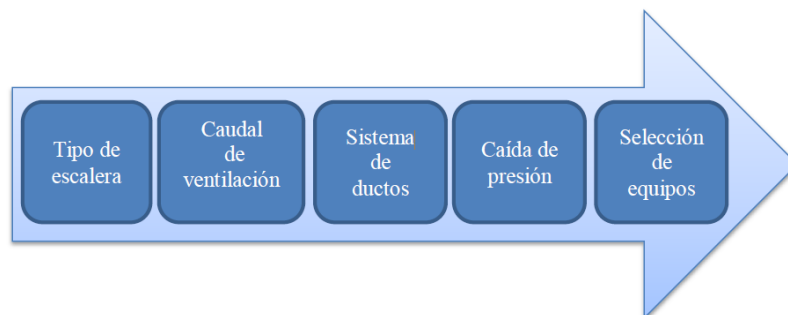 Tipo de
escalera
Caudal
de
ventilación
Sistema
de
ductos
Caída de
presión
Selección
de
equipos